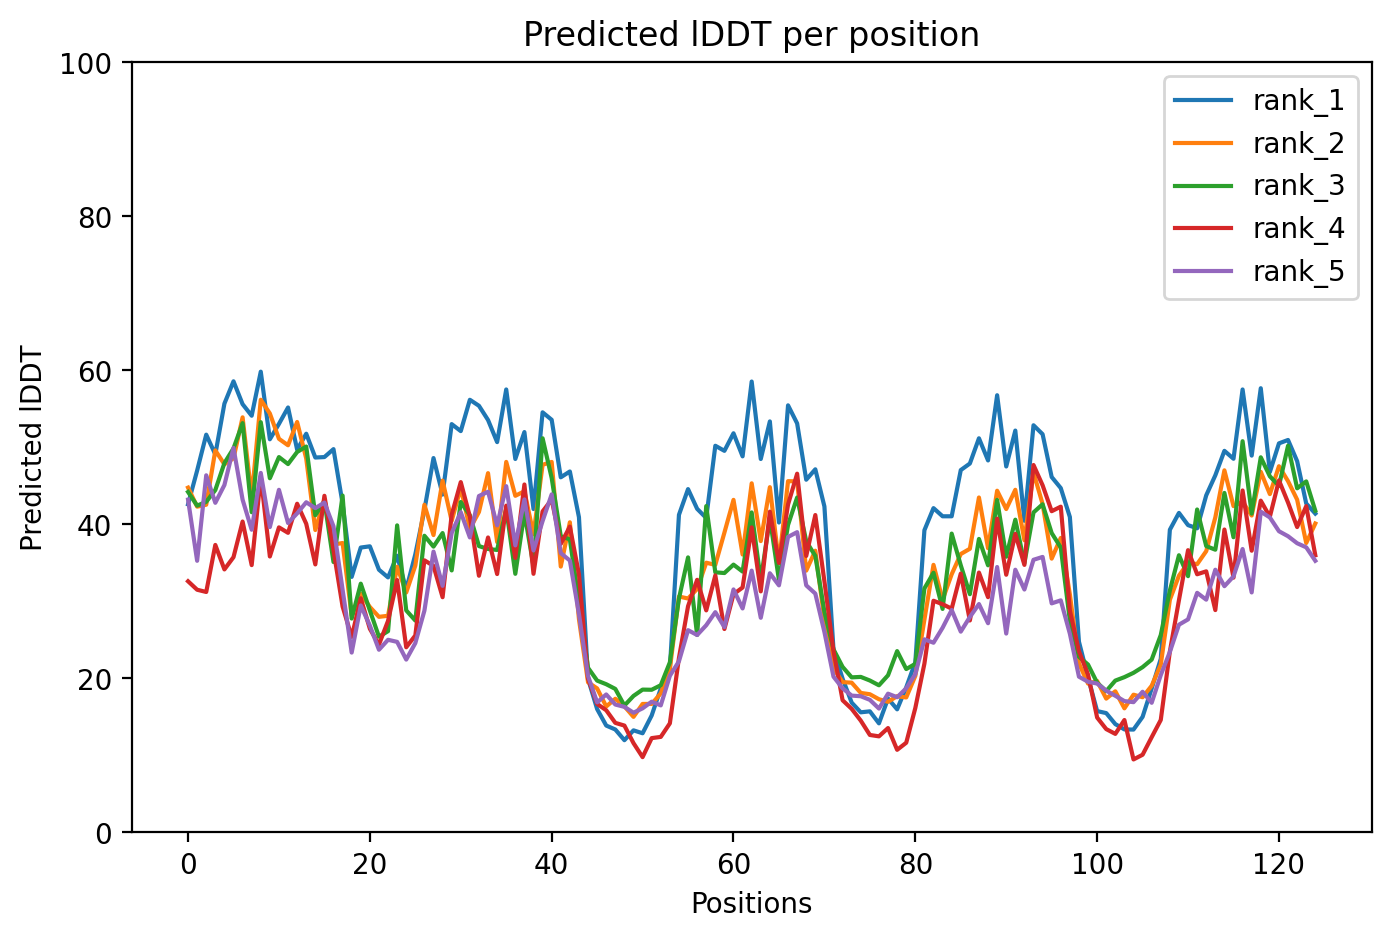 Predicted lDDT per position
100
80
60
40
20
0
Predicted lDDT
0 20 40 60 80 100 120
Positions
rank_1
rank_2
rank_3
rank_4
rank_5